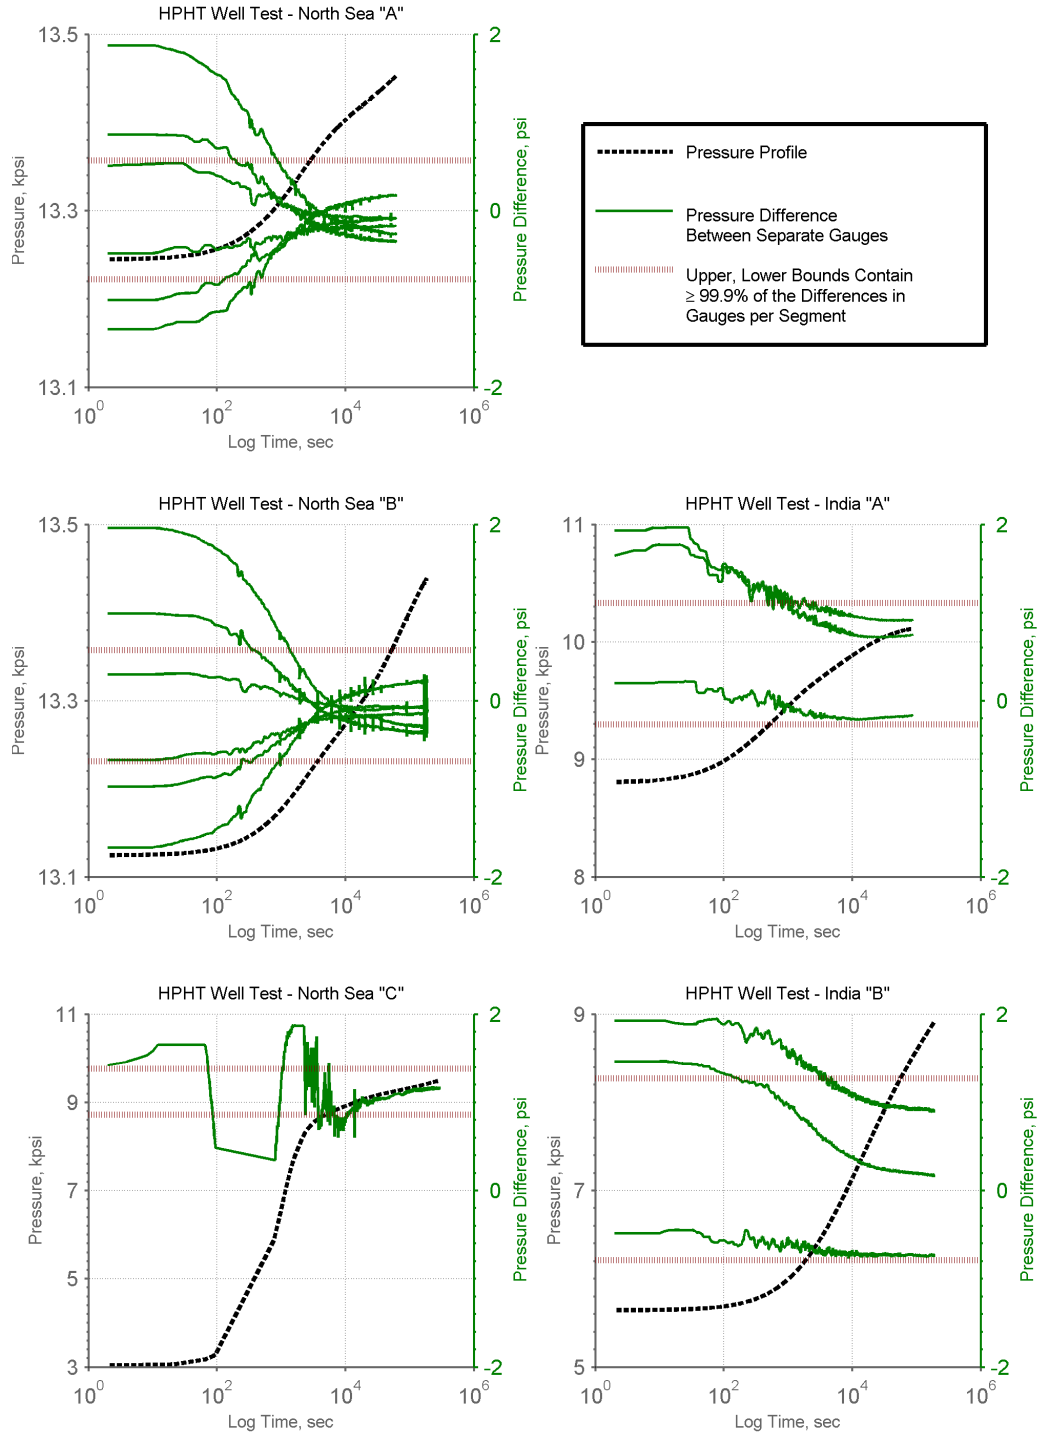 HPHT Well Test - North Sea "A"
13.5
13.3
13.1
Pressure, kpsi
2
0
-2
Pressure Difference, psi
10^0
10^2
10^4
10^6
Log Time, sec
Pressure Profile
Pressure Difference
Between Separate Gauges
Upper, Lower Bounds Contain
≥ 99.9% of the Differences in
Gauges per Segment
HPHT Well Test - North Sea "B"
13.5
13.3
13.1
Pressure, kpsi
2
0
-2
Pressure Difference, psi
10^0
10^2
10^4
10^6
Log Time, sec
HPHT Well Test - India "A"
11
10
9
8
Pressure, kpsi
2
0
-2
Pressure Difference, psi
10^0
10^2
10^4
10^6
Log Time, sec
HPHT Well Test - North Sea "C"
11
9
7
5
3
Pressure, kpsi
2
0
-2
Pressure Difference, psi
10^0
10^2
10^4
10^6
Log Time, sec
HPHT Well Test - India "B"
9
7
5
Pressure, kpsi
2
0
-2
Pressure Difference, psi
10^0
10^2
10^4
10^6
Log Time, sec